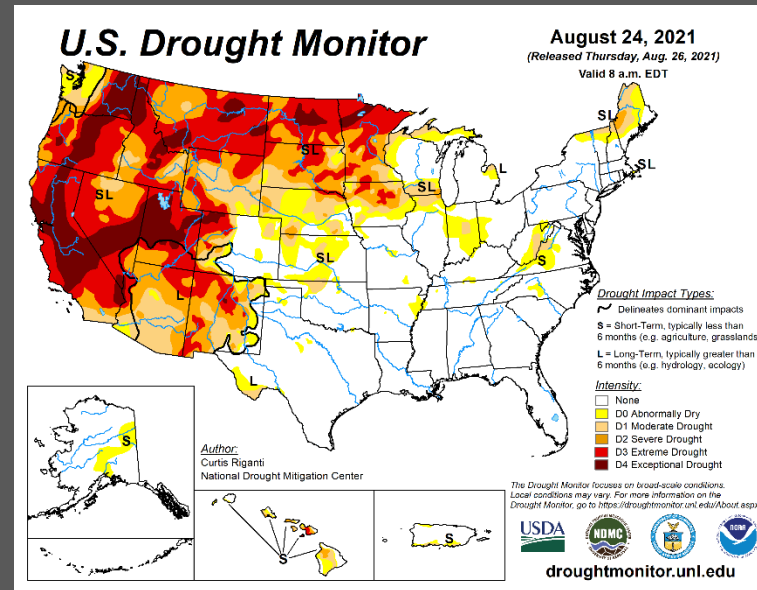 U.S. Drought Monitor
August 24, 2021
(Released Thursday, Aug. 26, 2021)
Valid 8 a.m. EDT
S
SL
SL
SL
L
SL
SL
SL
S
L
L
Drought Impact Types:
Delineates dominant impacts
S = Short-Term, typically less than
6 months (e.g. agriculture, grasslands
L = Long-Term, typically greater than
6 months (e.g. hydrology, ecology)
Intensity:
None
D0 Abnormally Dry
D1 Moderate Drought
D2 Severe Drought
D3 Extreme Drought
D4 Exceptional Drought
S
Author:
Curtis Riganti
National Drought Mitigation Center
S
S
The Drought Monitor focuses on broad-scale conditions.
Local conditions may vary. For more information on the
Drought Monitor, go to https://droughtmonitor.unl.edu/About.aspx
USDA
NDMC
droughtmonitor.unl.edu